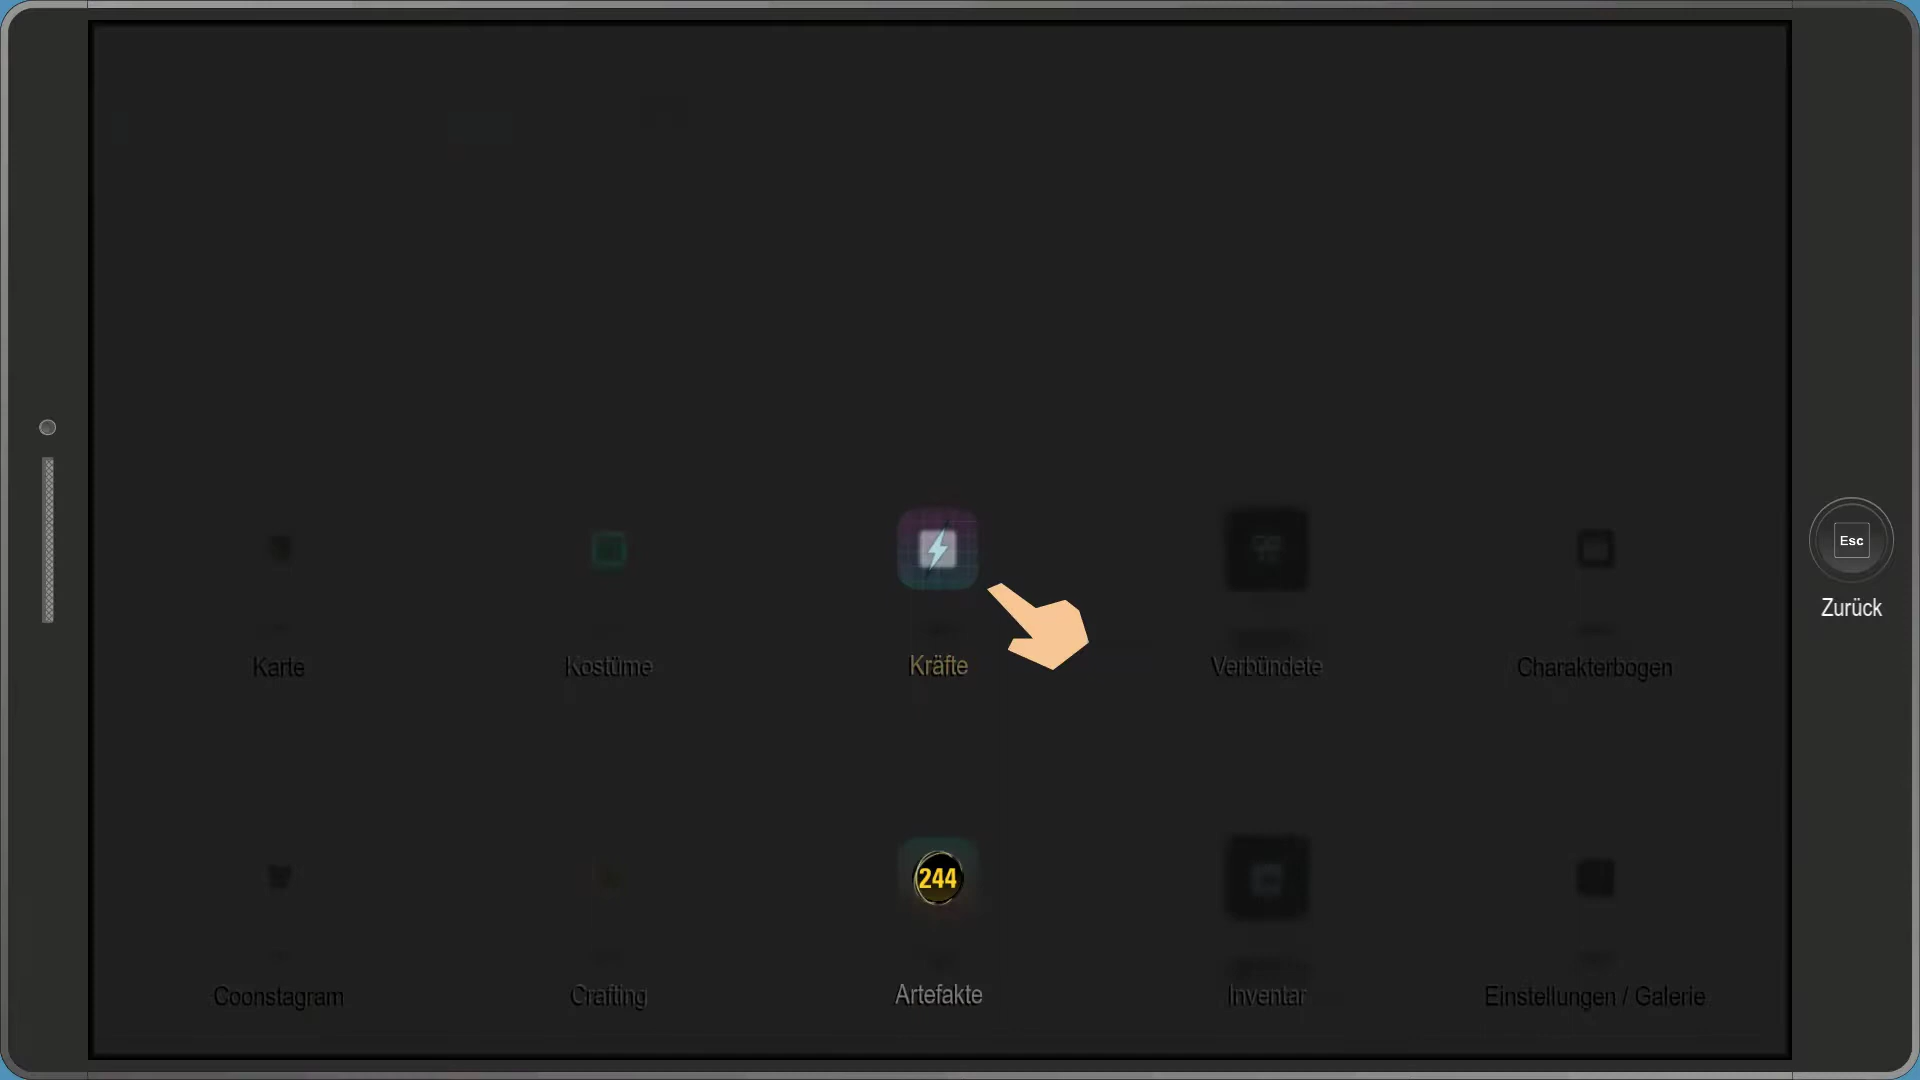 Esc
Zurück
Karte
Kostüme
Kräfte
Verbündete
Charakterbogen
244
Coonstagram
Crafting
Artefakte
Inventar
Einstellungen / Galerie